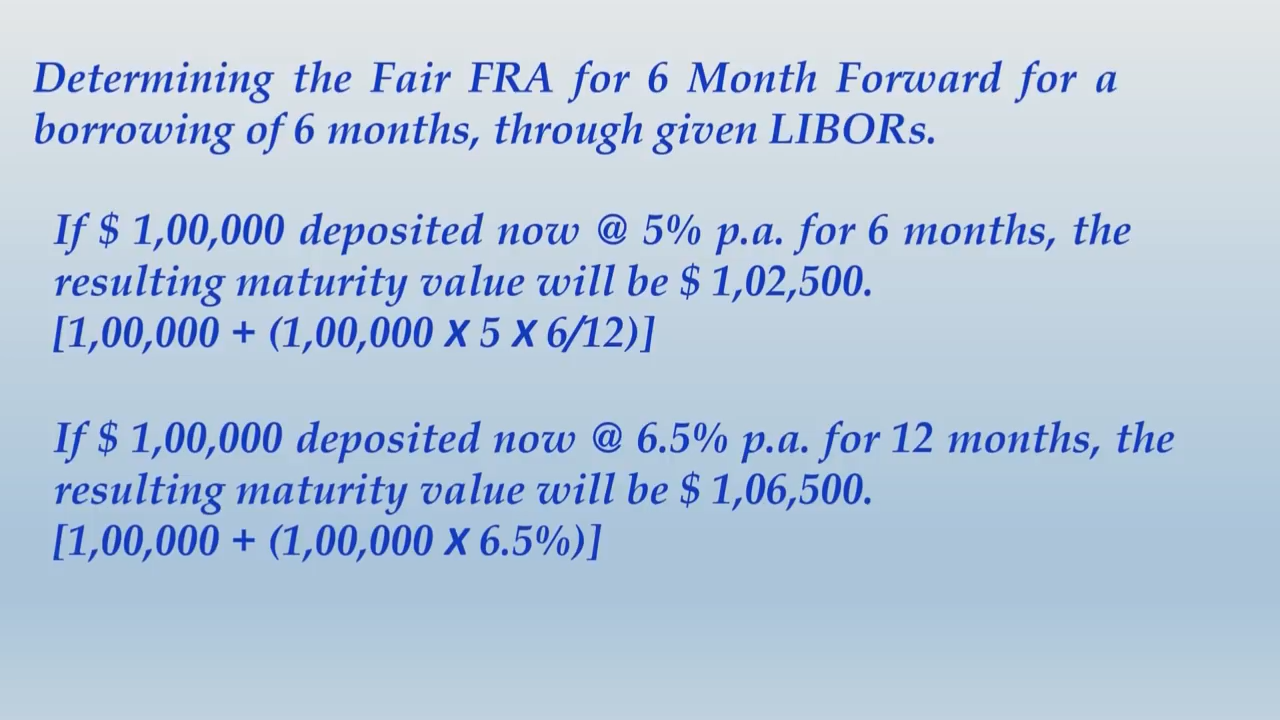 Determining the Fair FRA for 6 Month Forward for a
borrowing of 6 months, through given LIBORs.
If $ 1,00,000 deposited now @ 5% p.a. for 6 months, the
resulting maturity value will be $ 1,02,500.
[1,00,000 + (1,00,000 X 5 X 6/12)]
If $ 1,00,000 deposited now @ 6.5% p.a. for 12 months, the
resulting maturity value will be $ 1,06,500.
[1,00,000 + (1,00,000 X 6.5%)]